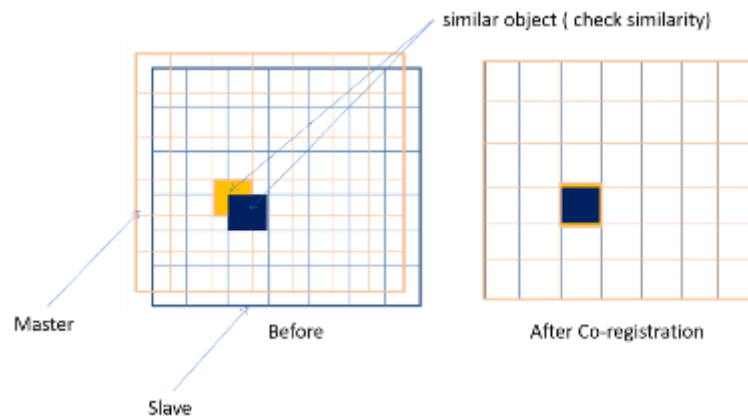 similar object ( check similarity)
Master
Before
After Co-registration
Slave